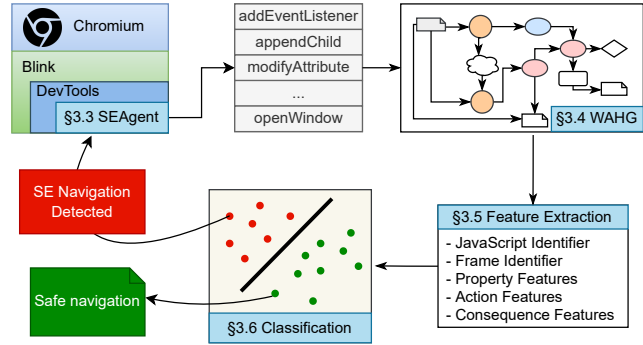 Chromium
Blink
DevTools
§3.3 SEAgent
addEventListener
appendChild
modifyAttribute
...
openWindow
§3.4 WAHG
SE Navigation
Detected
Safe navigation
§3.6 Classification
§3.5 Feature Extraction
- JavaScript Identifier
- Frame Identifier
- Property Features
- Action Features
- Consequence Features